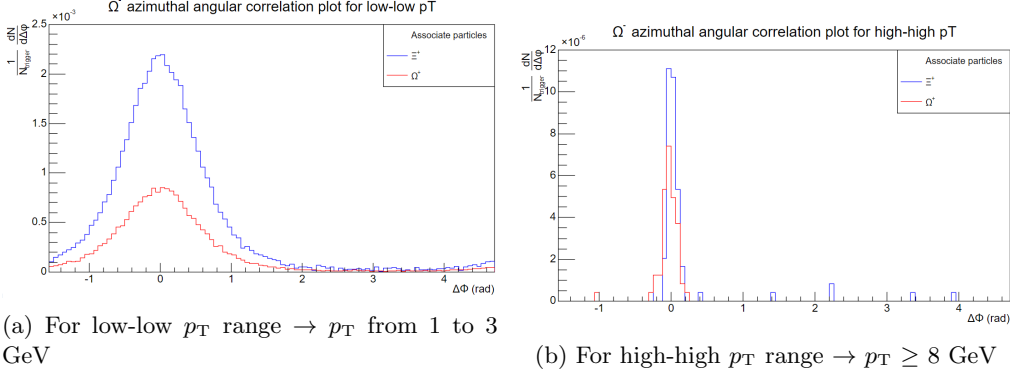 Ω⁻ azimuthal angular correlation plot for low-low pT
×10⁻³
2.5
2
1.5
1
0.5
0
1/N_trigger dN/dΔφ
Associate particles
Ξ⁺
Ω⁺
-1 0 1 2 3 4
ΔΦ (rad)
(a) For low-low p_T range → p_T from 1 to 3
GeV
Ω⁻ azimuthal angular correlation plot for high-high pT
×10⁻⁶
12
10
8
6
4
2
0
1/N_trigger dN/dΔφ
Associate particles
Ξ⁺
Ω⁺
-1 0 1 2 3 4
ΔΦ (rad)
(b) For high-high p_T range → p_T ≥ 8 GeV